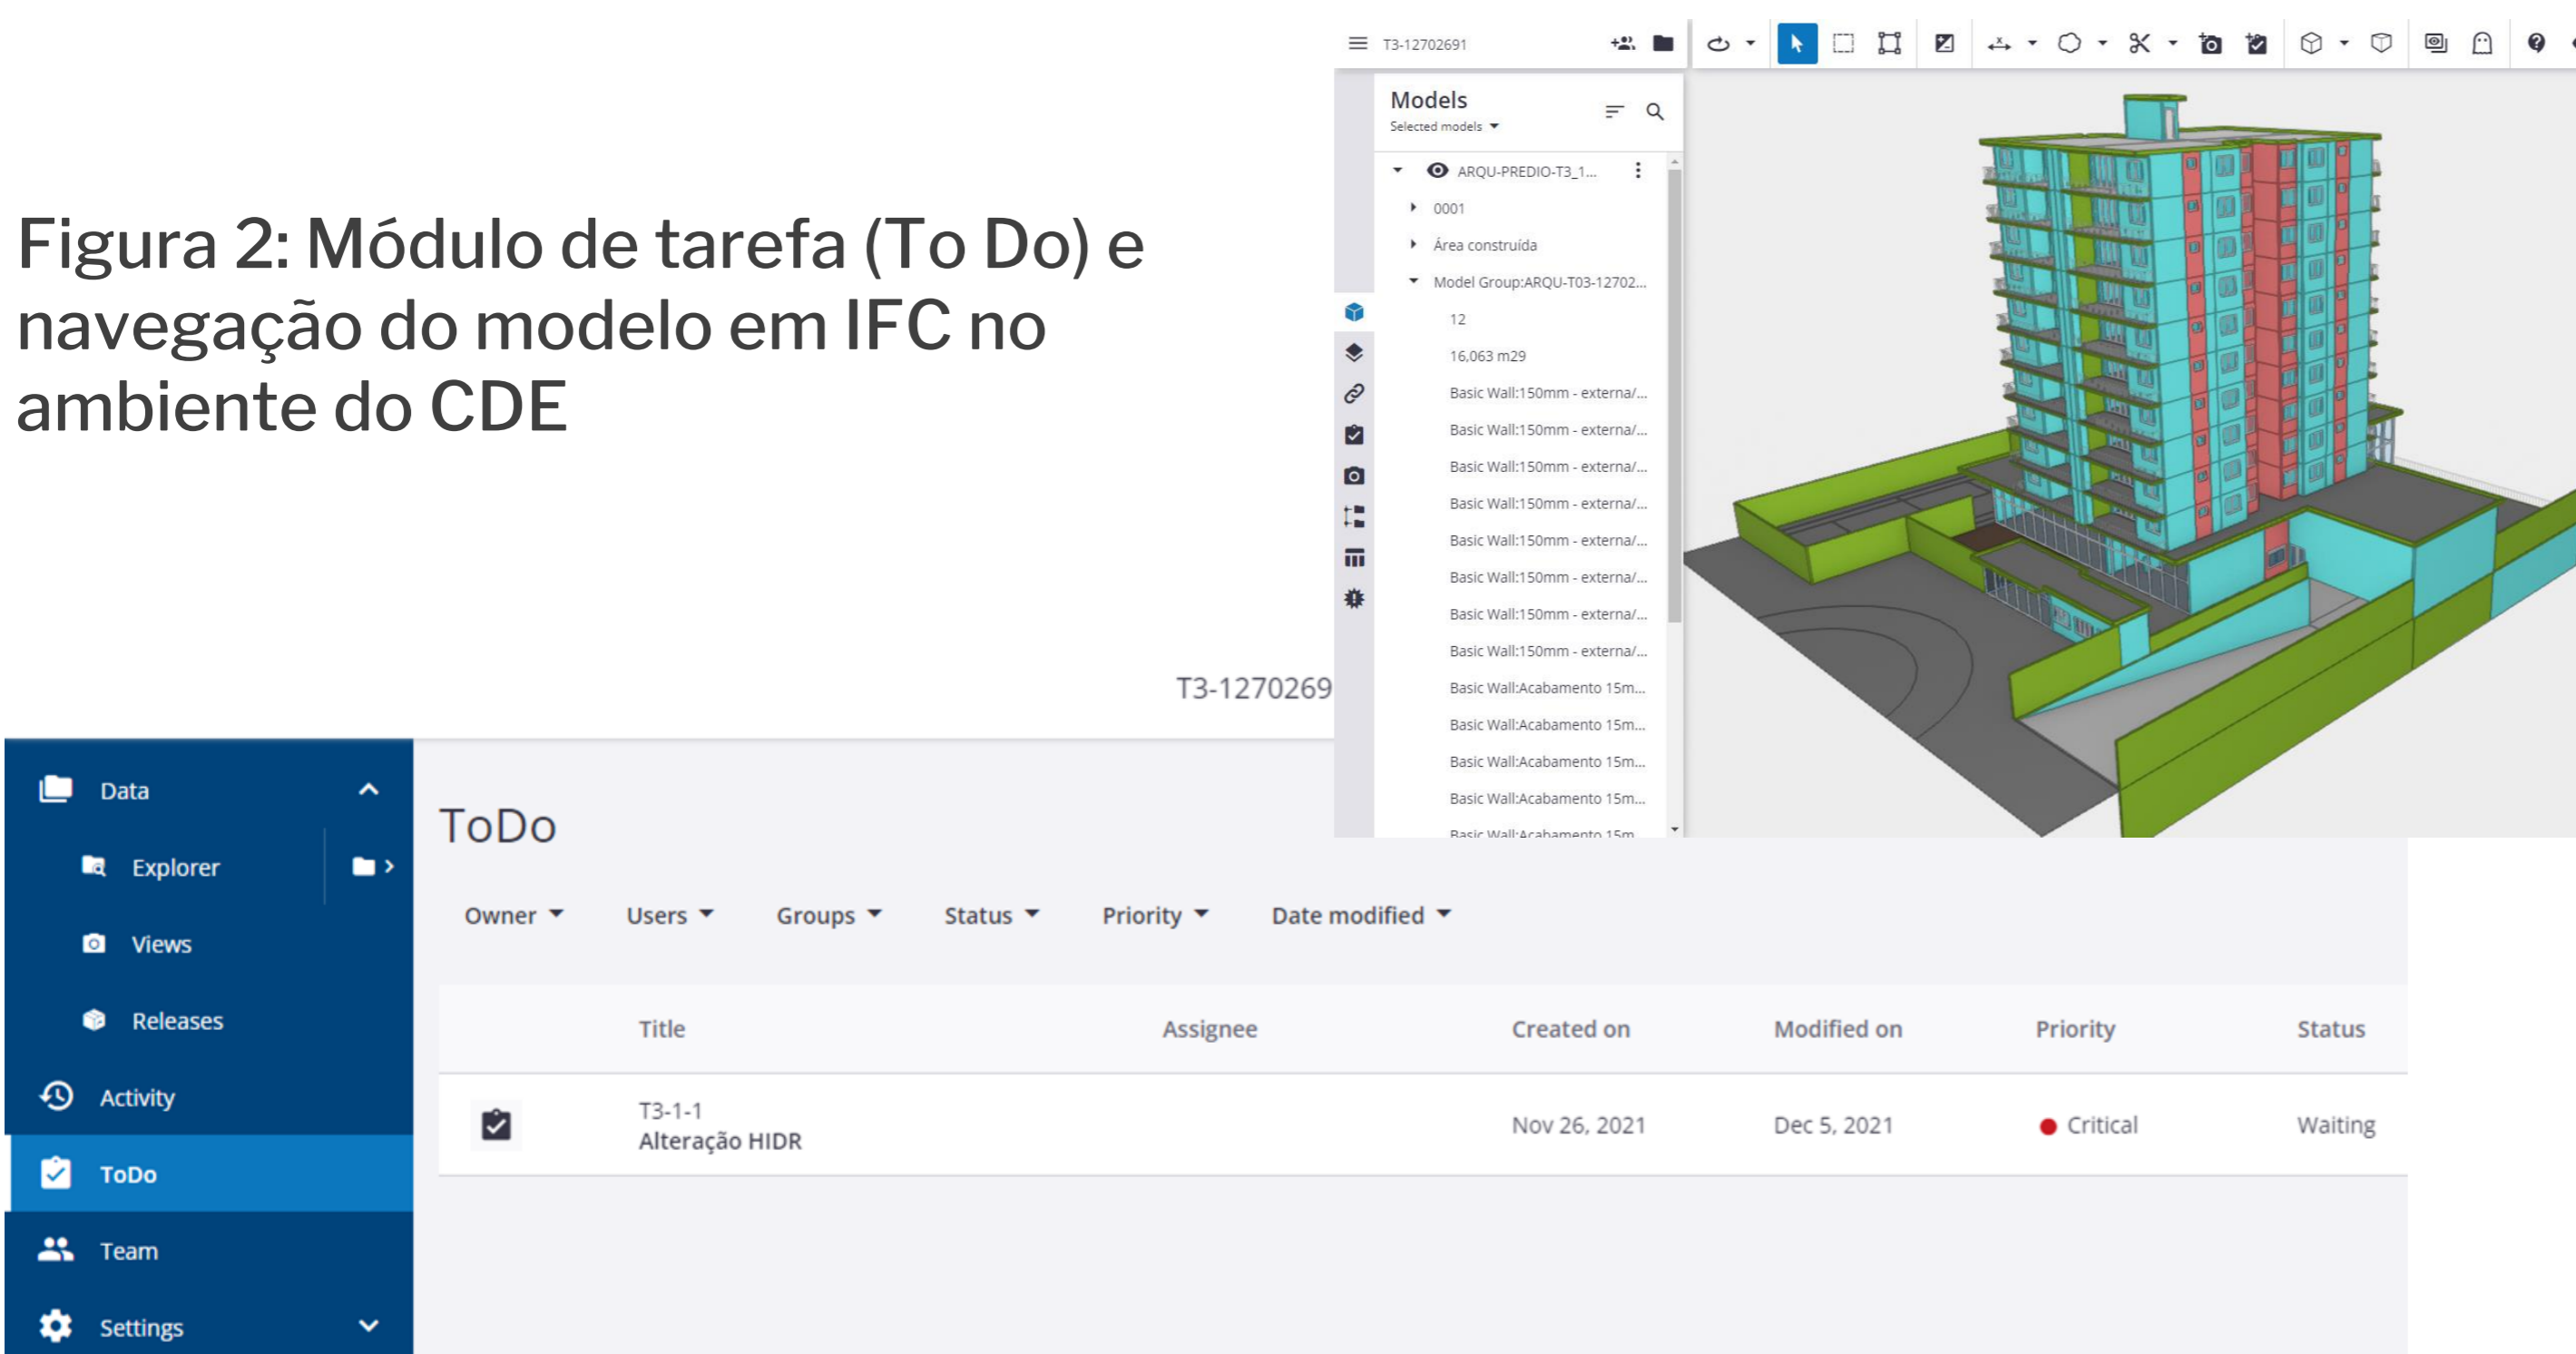 Figura 2: Módulo de tarefa (To Do) e
navegação do modelo em IFC no
ambiente do CDE
T3-12702691
Models
Selected models
ARQU-PREDIO-T3_1...
0001
Área construída
Model Group:ARQU-T03-12702...
12
16,063 m29
Basic Wall:150mm - externa/...
Basic Wall:150mm - externa/...
Basic Wall:150mm - externa/...
Basic Wall:150mm - externa/...
Basic Wall:150mm - externa/...
Basic Wall:150mm - externa/...
Basic Wall:150mm - externa/...
Basic Wall:150mm - externa/...
Basic Wall:Acabamento 15m...
Basic Wall:Acabamento 15m...
Basic Wall:Acabamento 15m...
Basic Wall:Acabamento 15m...
Basic Wall:Acabamento 15m
T3-1270269
Data
Explorer
Views
Releases
Activity
ToDo
Team
Settings
ToDo
Owner Users Groups Status Priority Date modified
Title Assignee Created on Modified on Priority Status
T3-1-1
Alteração HIDR Nov 26, 2021 Dec 5, 2021 Critical Waiting